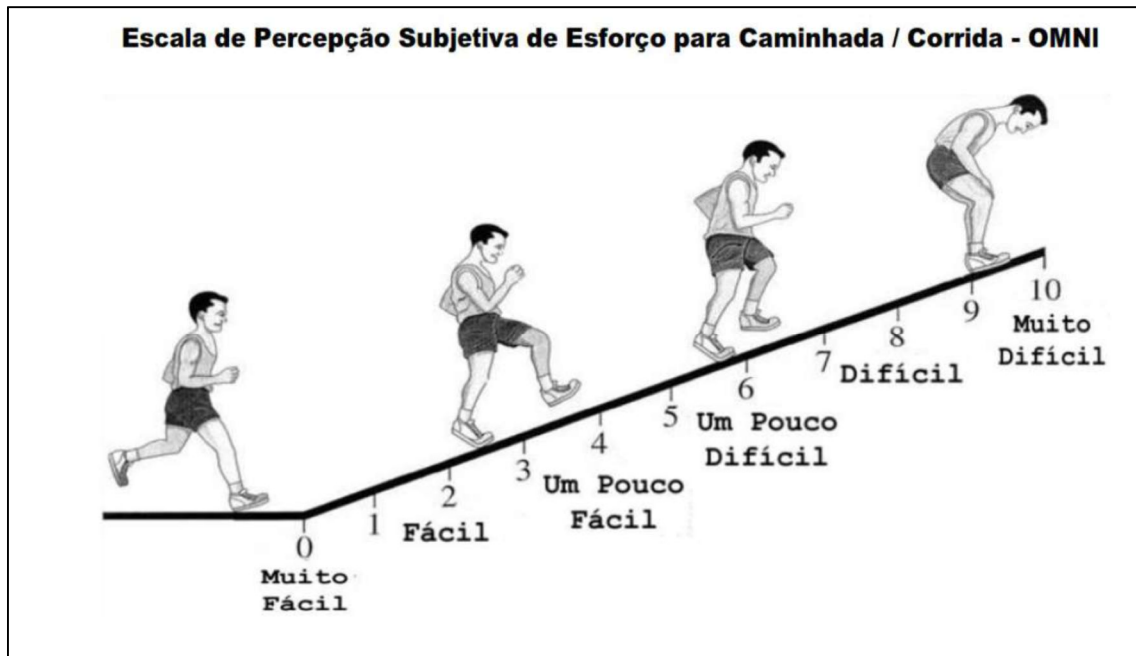 Escala de Percepção Subjetiva de Esforço para Caminhada / Corrida - OMNI
0
Muito
Fácil
1
2
Fácil
3
4
Um Pouco
Fácil
5
6
Um Pouco
Difícil
7
8
Difícil
9
10
Muito
Difícil